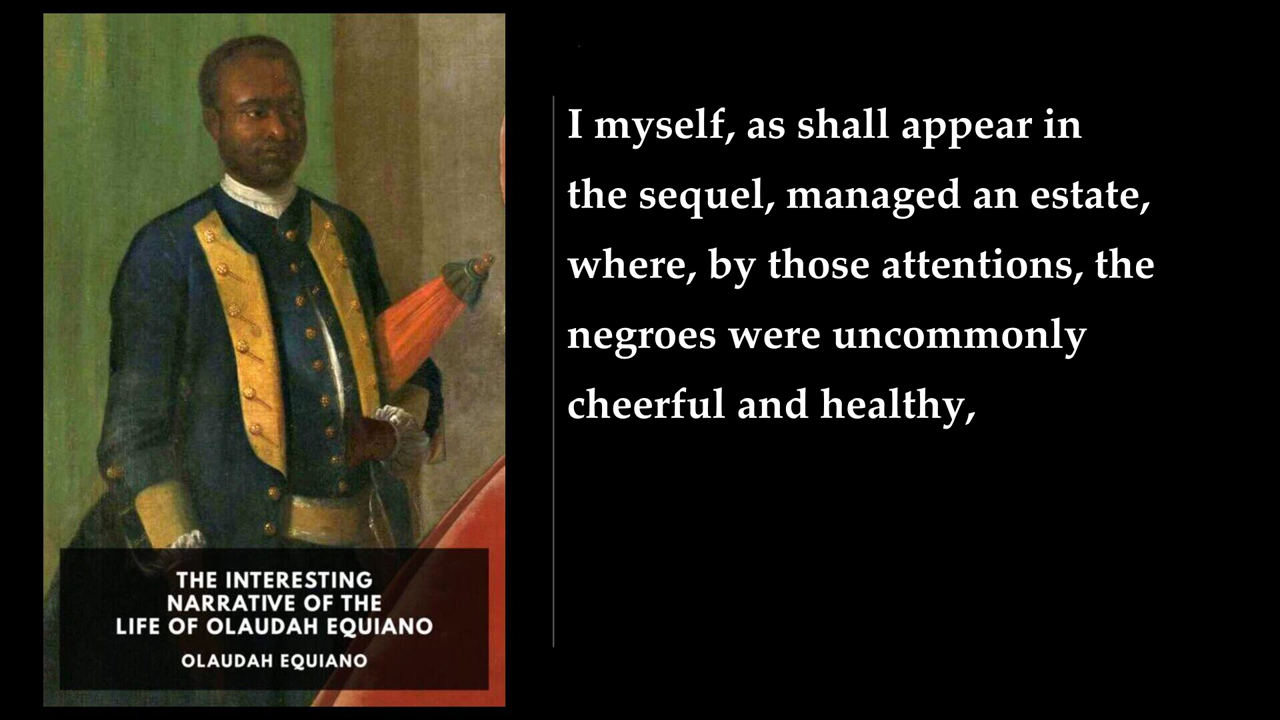 THE INTERESTING
NARRATIVE OF THE
LIFE OF OLAUDAH EQUIANO
OLAUDAH EQUIANO
I myself, as shall appear in
the sequel, managed an estate,
where, by those attentions, the
negroes were uncommonly
cheerful and healthy,